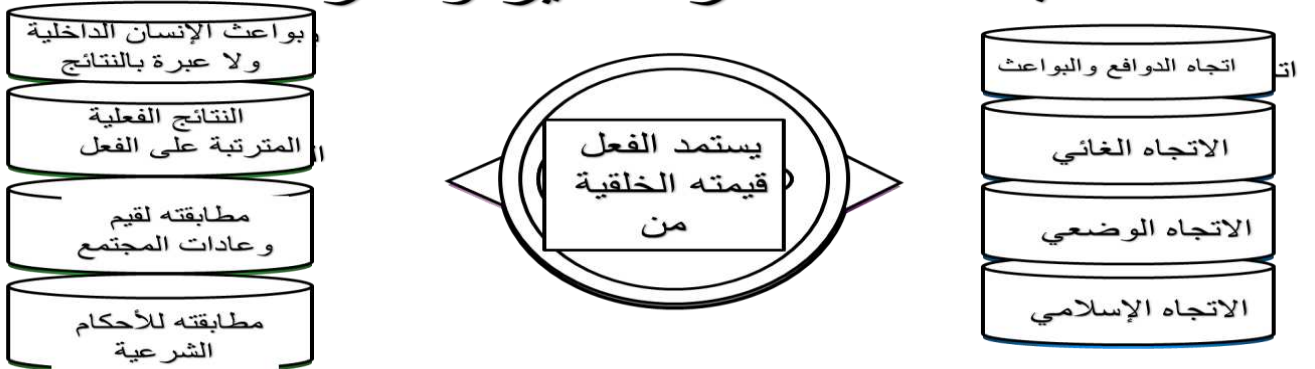 اتجاه الدوافع والبواعث
الاتجاه الغائي
الاتجاه الوضعي
الاتجاه الإسلامي
يستمد الفعل
قيمته الخلقية
من
بواعث الإنسان الداخلية
ولا عبرة بالنتائج
النتائج الفعلية
المترتبة على الفعل
مطابقته لقيم
وعادات المجتمع
مطابقته للأحكام
الشرعية